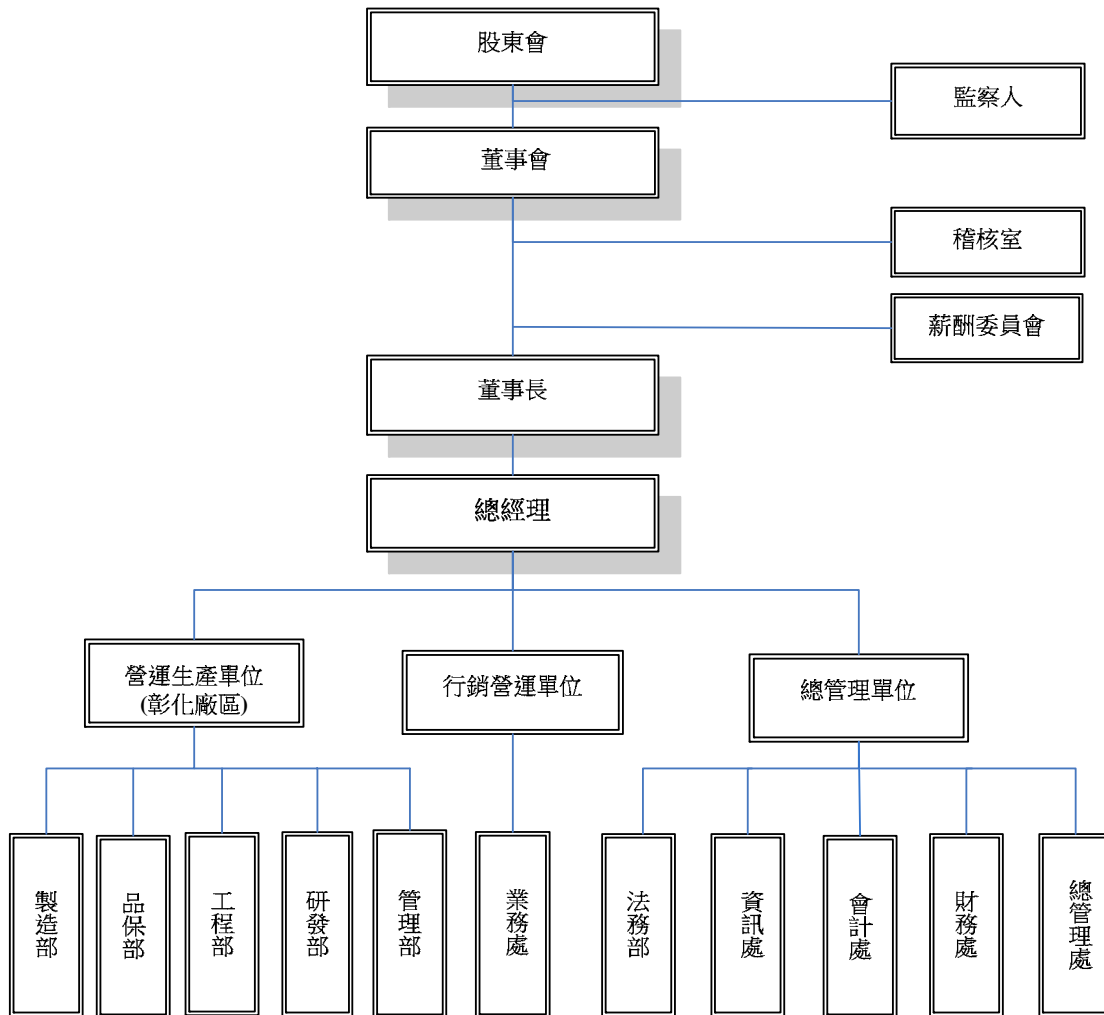 股東會
監察人
董事會
稽核室
薪酬委員會
董事長
總經理
營運生產單位
(彰化廠區)
行銷營運單位
總管理單位
製造部
品保部
工程部
研發部
管理部
業務處
法務部
資訊處
會計處
財務處
總管理處